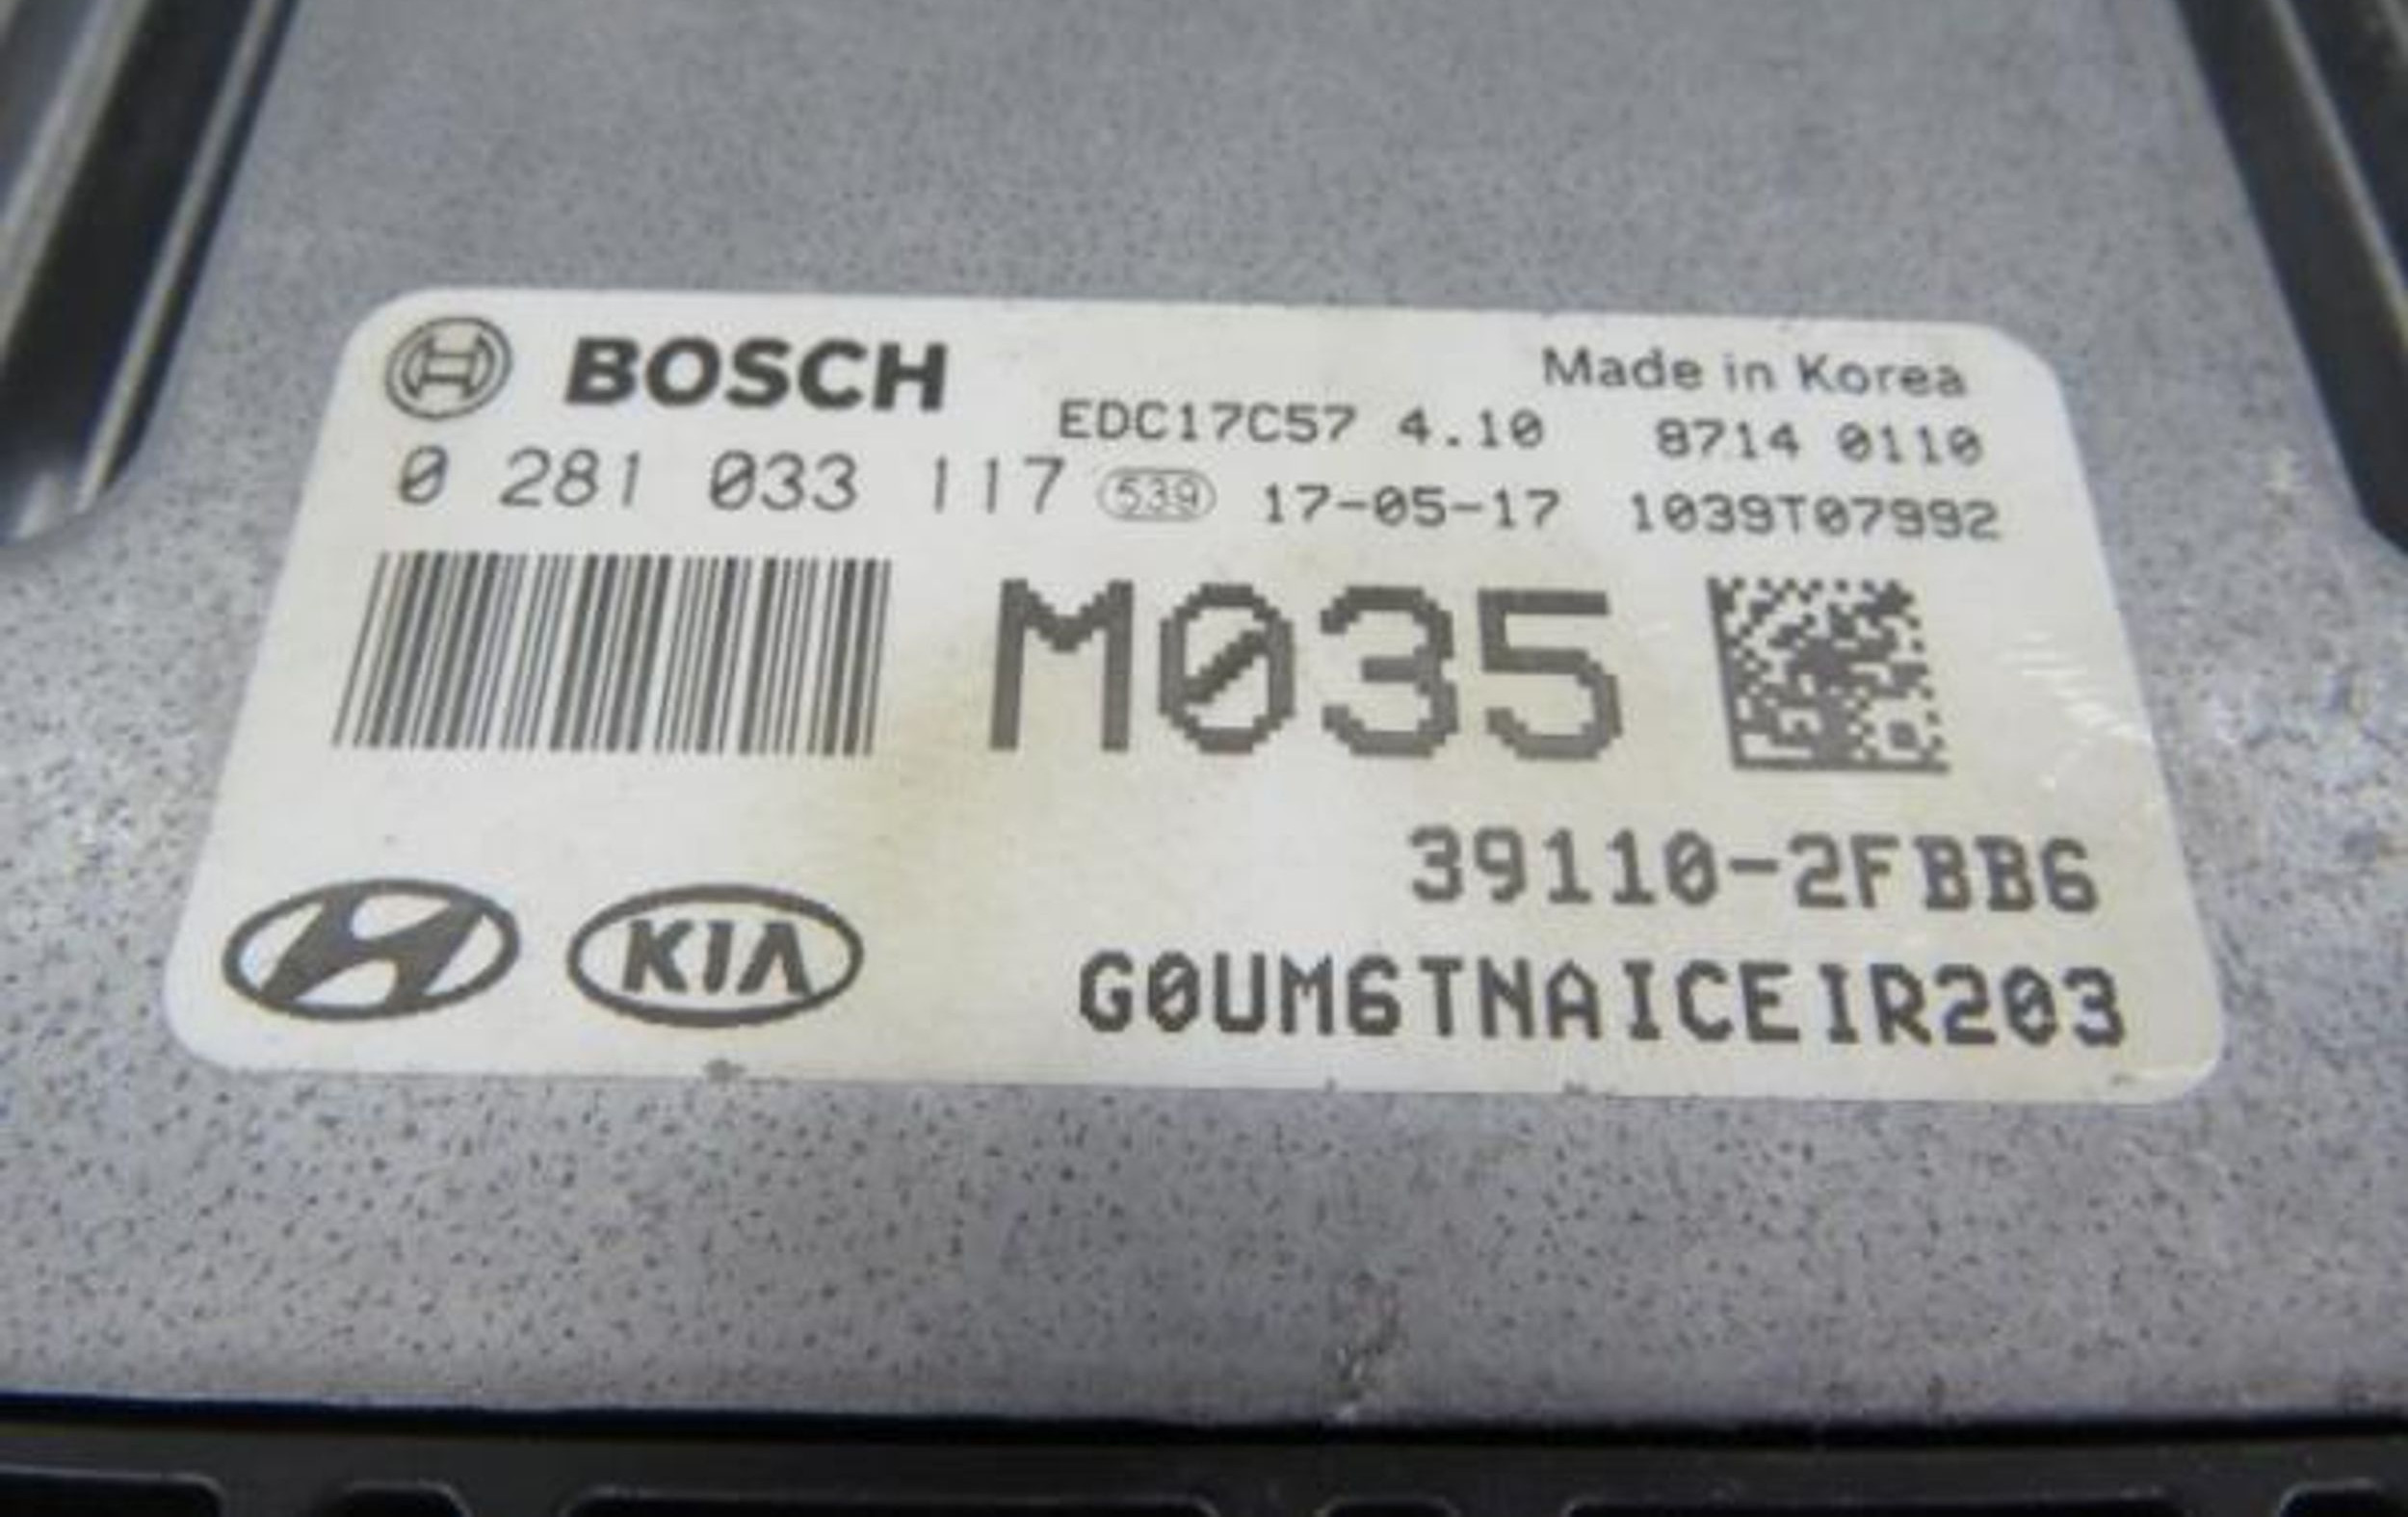 BOSCH
Made in Korea
EDC17C57 4.10 8714 0110
0 281 033 117 539 17-05-17 1039T07992
M035
39110-2FBB6
KIA
G0UM6TNAICEIR203